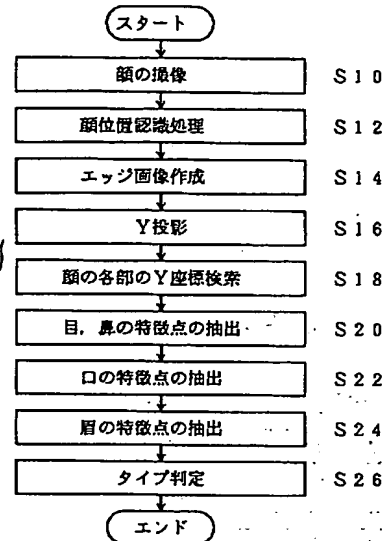 スタート
顔の撮像 S10
顔位置認識処理 S12
エッジ画像作成 S14
Y投影 S16
顔の各部のY座標検索 S18
目，鼻の特徴点の抽出 S20
口の特徴点の抽出 S22
眉の特徴点の抽出 S24
タイプ判定 S26
エンド